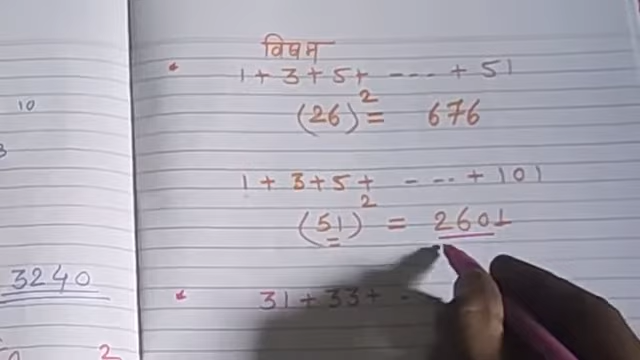 विषम
* 1 + 3 + 5 + ---- + 51
(26)² = 676
1 + 3 + 5 + - --- + 101
(51)² = 2601
* 31 + 33 + -
10
3240
2